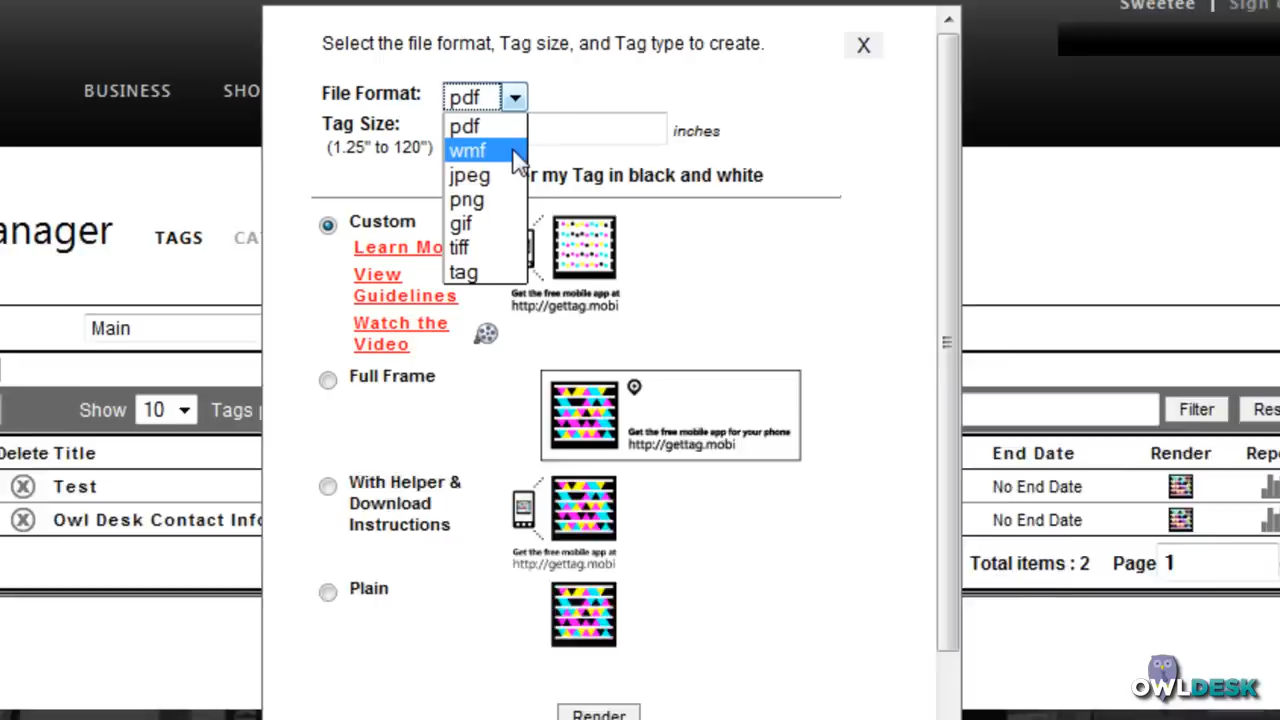 Sweetee | Sign
BUSINESS
SHO
anager
TAGS
CA
Main
Show 10 Tags p
Delete Title
Test
Owl Desk Contact Info
Select the file format, Tag size, and Tag type to create.
X
File Format: pdf
Tag Size:
(1.25" to 120")
inches
pdf
wmf
jpeg
png
gif
tiff
tag
r my Tag in black and white
Custom
Learn Mo
View
Guidelines
Watch the
Video
Get the free mobile app at
http://gettag.mobi
Full Frame
Get the free mobile app for your phone
http://gettag.mobi
With Helper &
Download
Instructions
Get the free mobile app at
http://gettag.mobi
Plain
Render
Filter
Res
End Date Render Repo
No End Date
No End Date
Total items : 2 Page 1
OWLDESK